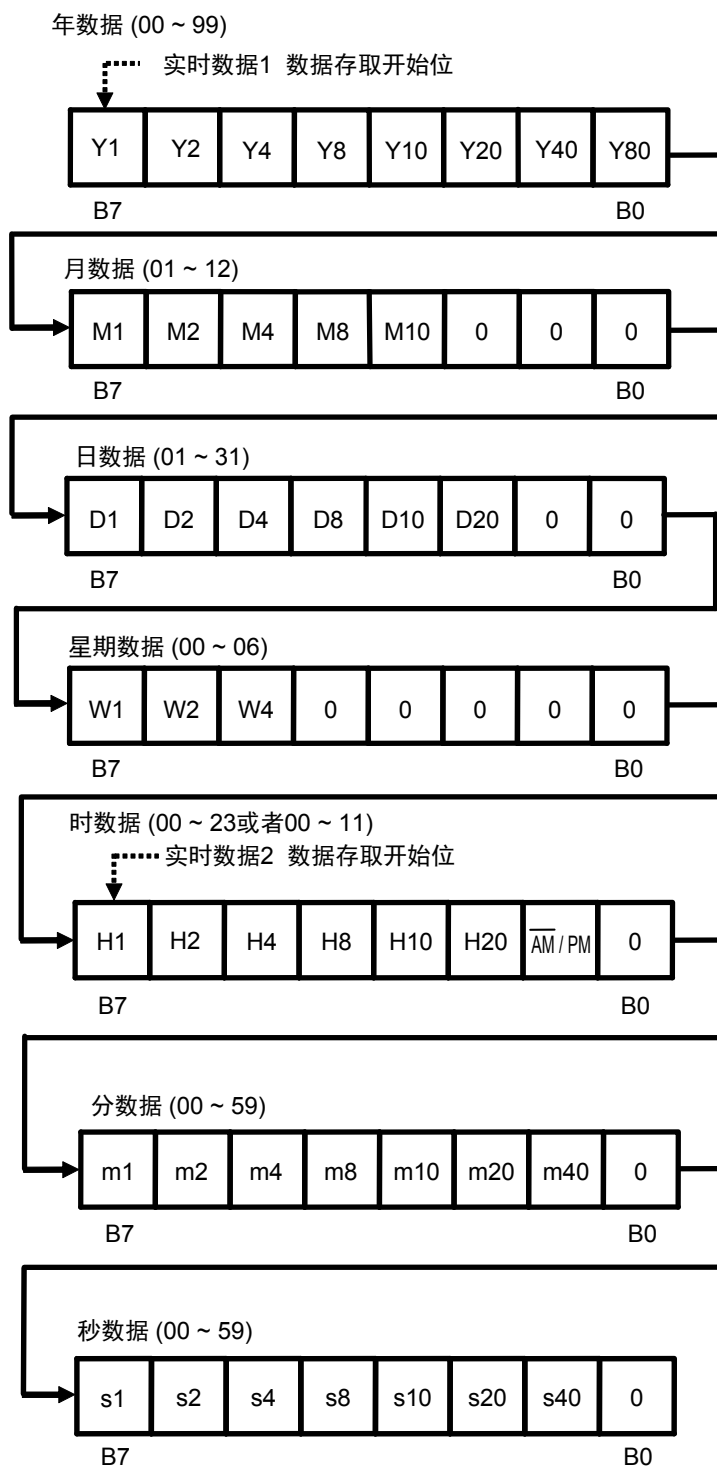 年数据 (00 ~ 99)
实时数据1 数据存取开始位
Y1 Y2 Y4 Y8 Y10 Y20 Y40 Y80
B7 B0
月数据 (01 ~ 12)
M1 M2 M4 M8 M10 0 0 0
B7 B0
日数据 (01 ~ 31)
D1 D2 D4 D8 D10 D20 0 0
B7 B0
星期数据 (00 ~ 06)
W1 W2 W4 0 0 0 0 0
B7 B0
时数据 (00 ~ 23或者00 ~ 11)
实时数据2 数据存取开始位
H1 H2 H4 H8 H10 H20 A̅M̅ / PM 0
B7 B0
分数据 (00 ~ 59)
m1 m2 m4 m8 m10 m20 m40 0
B7 B0
秒数据 (00 ~ 59)
s1 s2 s4 s8 s10 s20 s40 0
B7 B0